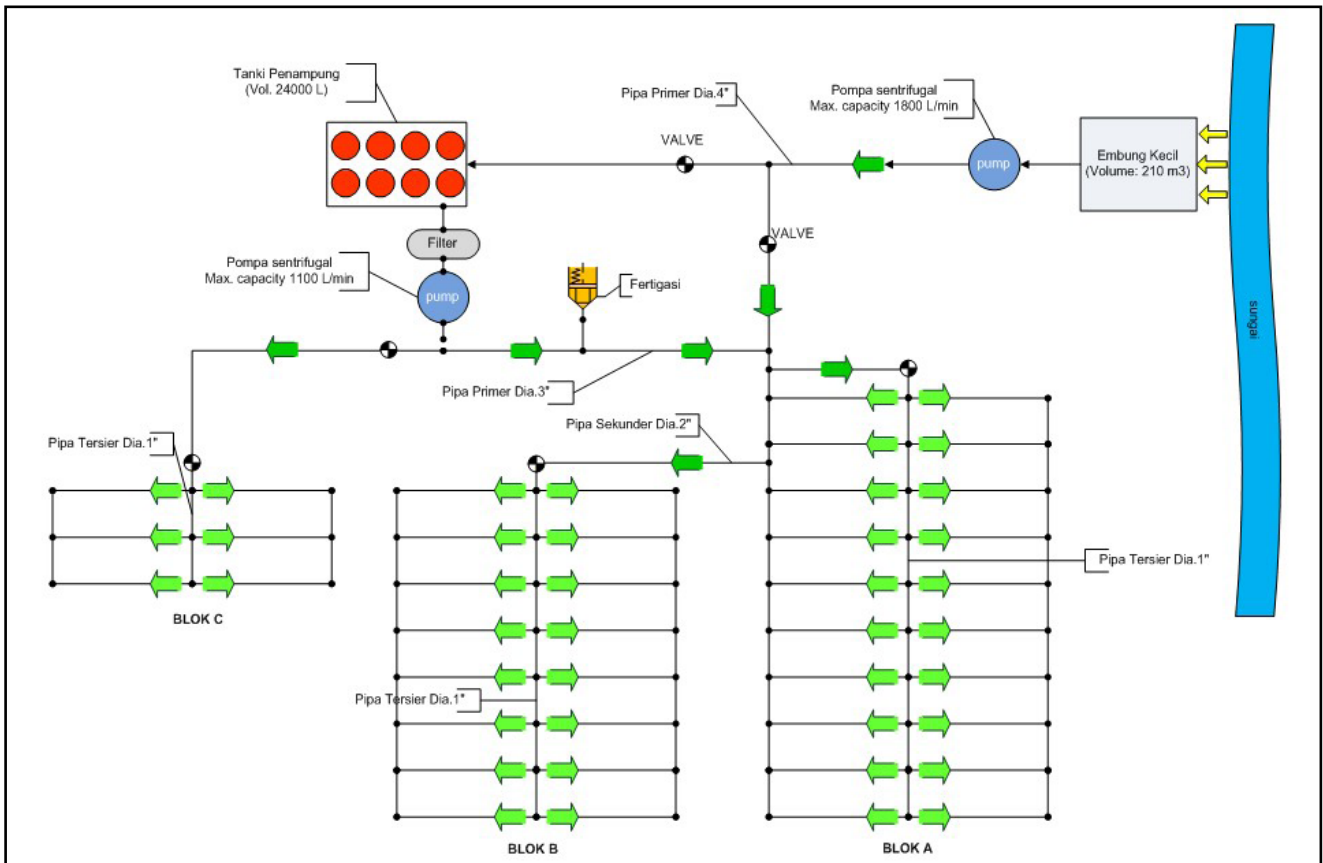 Tanki Penampung
(Vol. 24000 L)
Pipa Primer Dia.4"
Pompa sentrifugal
Max. capacity 1800 L/min
VALVE
pump
Embung Kecil
(Volume: 210 m3)
VALVE
Filter
Pompa sentrifugal
Max. capacity 1100 L/min
pump
Fertigasi
sungai
Pipa Primer Dia.3"
Pipa Sekunder Dia.2"
Pipa Tersier Dia.1"
Pipa Tersier Dia.1"
BLOK C
Pipa Tersier Dia.1"
BLOK B
BLOK A